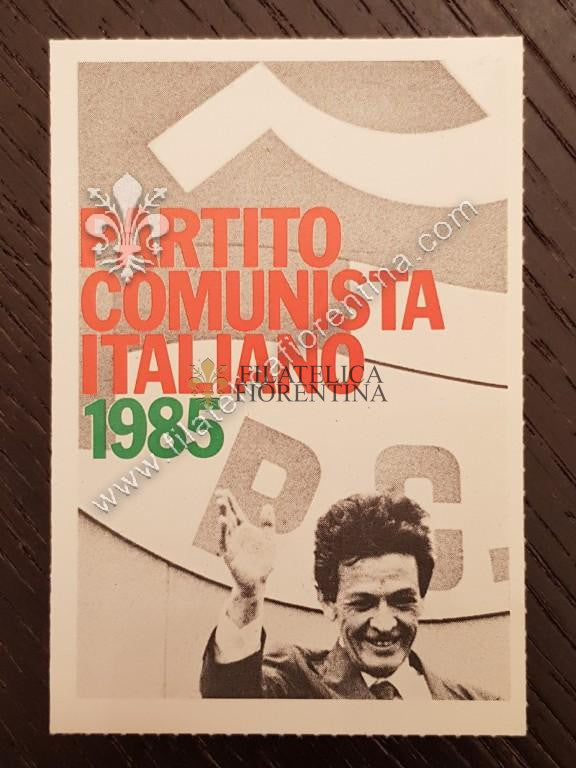 PARTITO
COMUNISTA
ITALIANO
1985
FILATELICA
FIORENTINA
www.filatelicafiorentina.com
P.C.